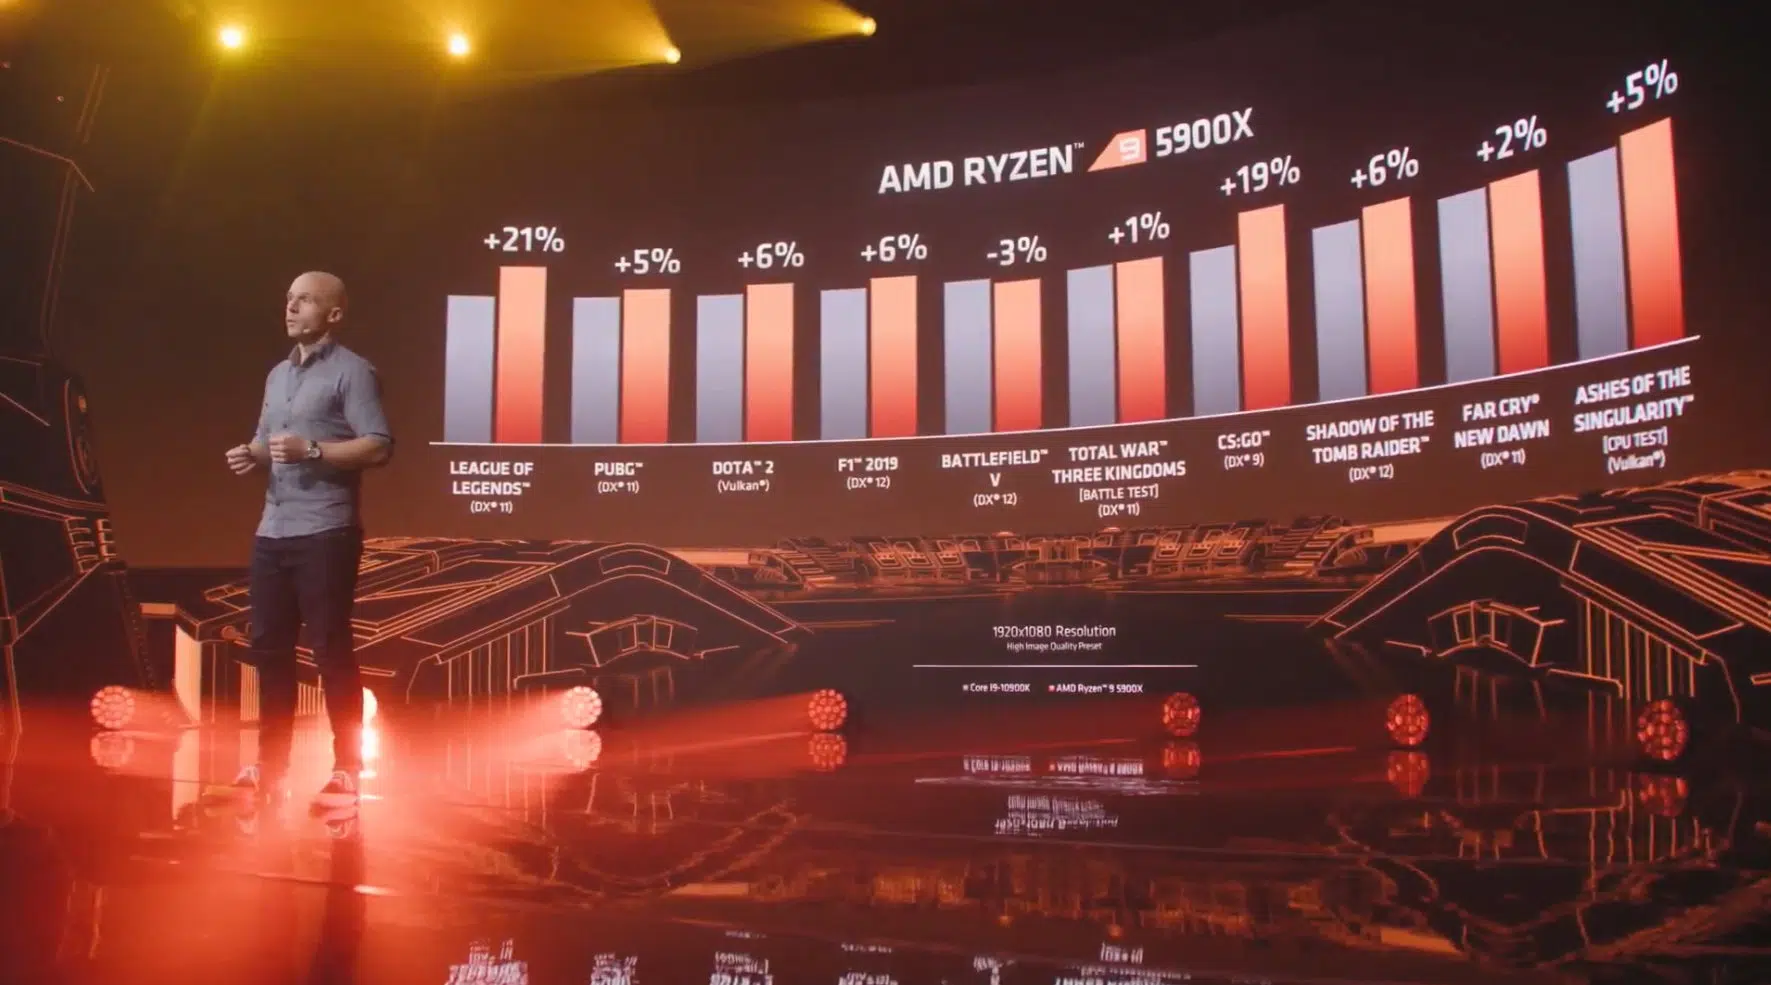 AMD RYZEN™ 9 5900X
+21%
+5%
+6%
+6%
-3%
+1%
+19%
+6%
+2%
+5%
LEAGUE OF
LEGENDS™
(DX® 11)
PUBG™
(DX® 11)
DOTA™ 2
(Vulkan®)
F1™ 2019
(DX® 12)
BATTLEFIELD™
V
(DX® 12)
TOTAL WAR™
THREE KINGDOMS
[BATTLE TEST]
(DX® 11)
CS:GO™
(DX® 9)
SHADOW OF THE
TOMB RAIDER™
(DX® 12)
FAR CRY®
NEW DAWN
(DX® 11)
ASHES OF THE
SINGULARITY™
[CPU TEST]
(Vulkan®)
1920x1080 Resolution
High Image Quality Preset
Core i9-10900K AMD Ryzen™ 9 5900X